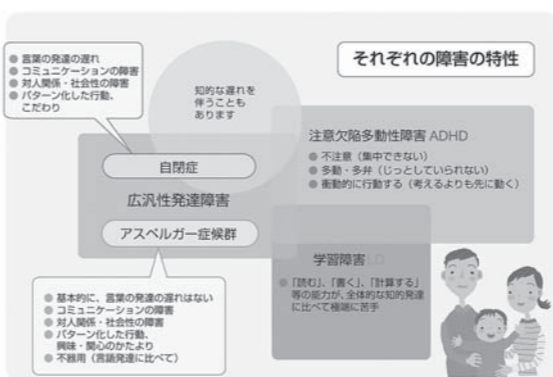 それぞれの障害の特性
● 言葉の発達の遅れ
● コミュニケーションの障害
● 対人関係・社会性の障害
● パターン化した行動、
こだわり
知的な遅れを
伴うことも
あります
自閉症
広汎性発達障害
アスペルガー症候群
● 基本的に、言葉の発達の遅れはない
● コミュニケーションの障害
● 対人関係・社会性の障害
● パターン化した行動、
興味・関心のかたより
● 不器用（言語発達に比べて）
注意欠陥多動性障害 ADHD
● 不注意（集中できない）
● 多動・多弁（じっとしていられない）
● 衝動的に行動する（考えるよりも先に動く）
学習障害 LD
● 「読む」、「書く」、「計算する」
等の能力が、全体的な知的発達
に比べて極端に苦手